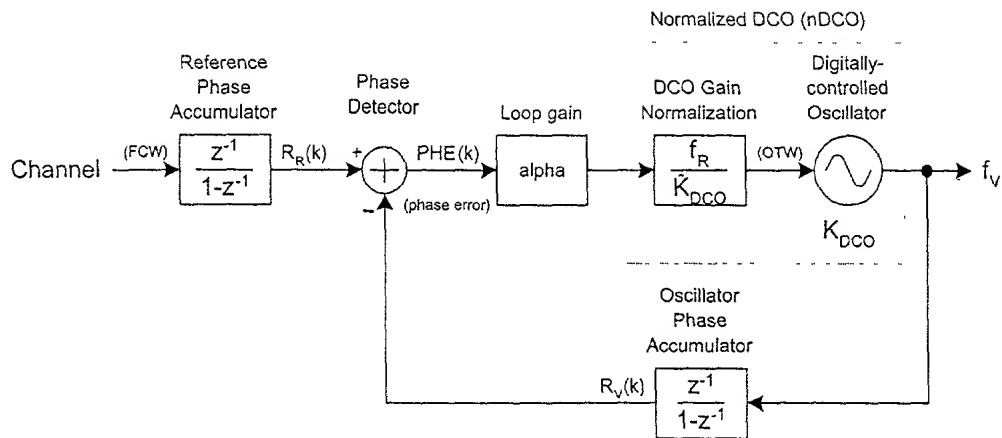 Normalized DCO (nDCO)
Reference
Phase
Accumulator
Phase
Detector
Loop gain
DCO Gain
Normalization
Digitally-
controlled
Oscillator
Channel
(FCW)
z⁻¹
1-z⁻¹
R_R(k)
+
PHE(k)
(phase error)
−
alpha
f_R
K̃_DCO
(OTW)
f_V
K_DCO
Oscillator
Phase
Accumulator
R_V(k)
z⁻¹
1-z⁻¹